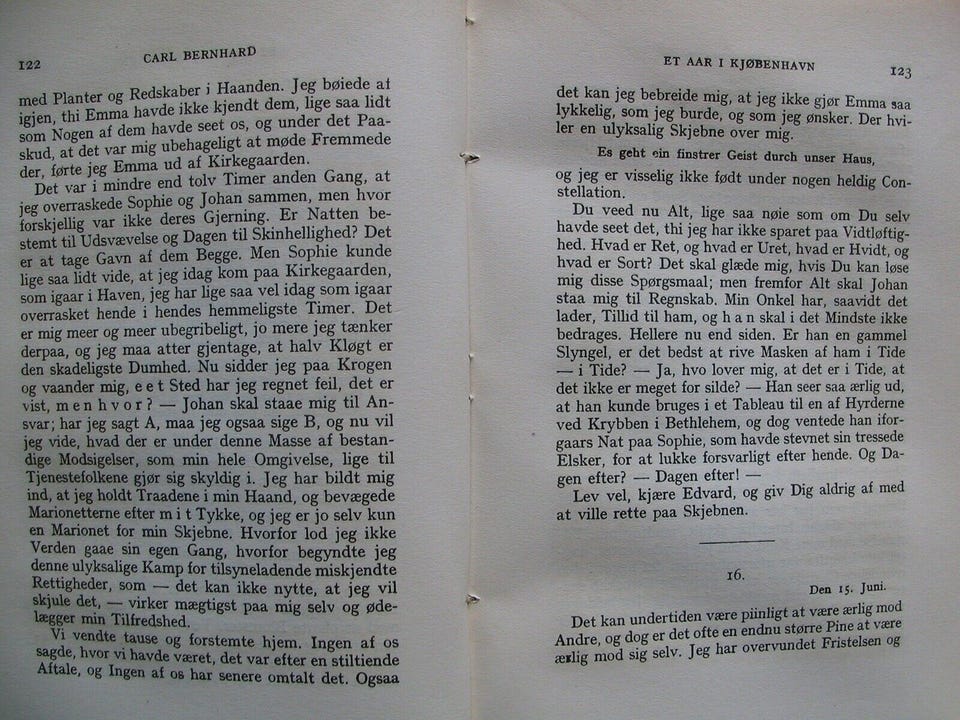 122
CARL BERNHARD
med Planter og Redskaber i Haanden. Jeg bøiede af
igjen, thi Emma havde ikke kjendt dem, lige saa lidt
som Nogen af dem havde seet os, og under det Paa-
skud, at det var mig ubehageligt at møde Fremmede
der, førte jeg Emma ud af Kirkegaarden.
Det var i mindre end tolv Timer anden Gang, at
jeg overraskede Sophie og Johan sammen, men hvor
forskjellig var ikke deres Gjerning. Er Natten be-
stemt til Udsvævelse og Dagen til Skinhellighed? Det
er at tage Gavn af dem Begge. Men Sophie kunde
lige saa lidt vide, at jeg idag kom paa Kirkegaarden,
som igaar i Haven, jeg har lige saa vel idag som igaar
overrasket hende i hendes hemmeligste Timer. Det
er mig meer og meer ubegribeligt, jo mere jeg tænker
derpaa, og jeg maa atter gjentage, at halv Kløgt er
den skadeligste Dumhed. Nu sidder jeg paa Krogen
og vaander mig, e e t Sted har jeg regnet feil, det er
vist, m e n h v o r ? — Johan skal staae mig til An-
svar; har jeg sagt A, maa jeg ogsaa sige B, og nu vil
jeg vide, hvad der er under denne Masse af bestan-
dige Modsigelser, som min hele Omgivelse, lige til
Tjenestefolkene gjør sig skyldig i. Jeg har bildt mig
ind, at jeg holdt Traadene i min Haand, og bevægede
Marionetterne efter m i t Tykke, og jeg er jo selv kun
en Marionet for min Skjebne. Hvorfor lod jeg ikke
Verden gaae sin egen Gang, hvorfor begyndte jeg
denne ulyksalige Kamp for tilsyneladende miskjendte
Rettigheder, som — det kan ikke nytte, at jeg vil
skjule det, — virker mægtigst paa mig selv og øde-
lægger min Tilfredshed.
Vi vendte tause og forstemte hjem. Ingen af os
sagde, hvor vi havde været, det var efter en stiltiende
Aftale, og Ingen af os har senere omtalt det. Ogsaa
ET AAR I KJØBENHAVN
123
det kan jeg bebreide mig, at jeg ikke gjør Emma saa
lykkelig, som jeg burde, og som jeg ønsker. Der hvi-
ler en ulyksalig Skjebne over mig.
Es geht ein finstrer Geist durch unser Haus,
og jeg er visselig ikke født under nogen heldig Con-
stellation.
Du veed nu Alt, lige saa nøie som om Du selv
havde seet det, thi jeg har ikke sparet paa Vidtløftig-
hed. Hvad er Ret, og hvad er Uret, hvad er Hvidt, og
hvad er Sort? Det skal glæde mig, hvis Du kan løse
mig disse Spørgsmaal; men fremfor Alt skal Johan
staa mig til Regnskab. Min Onkel har, saavidt det
lader, Tillid til ham, og h a n skal i det Mindste ikke
bedrages. Hellere nu end siden. Er han en gammel
Slyngel, er det bedst at rive Masken af ham i Tide
— i Tide? — Ja, hvo lover mig, at det er i Tide, at
det ikke er meget for silde? — Han seer saa ærlig ud,
at han kunde bruges i et Tableau til en af Hyrderne
ved Krybben i Bethlehem, og dog ventede han ifor-
gaars Nat paa Sophie, som havde stevnet sin tressede
Elsker, for at lukke forsvarligt efter hende. Og Da-
gen efter? — Dagen efter! —
Lev vel, kjære Edvard, og giv Dig aldrig af med
at ville rette paa Skjebnen.
16.
Den 15. Juni.
Det kan undertiden være piinligt at være ærlig mod
Andre, og dog er det ofte en endnu større Pine at være
ærlig mod sig selv. Jeg har overvundet Fristelsen og